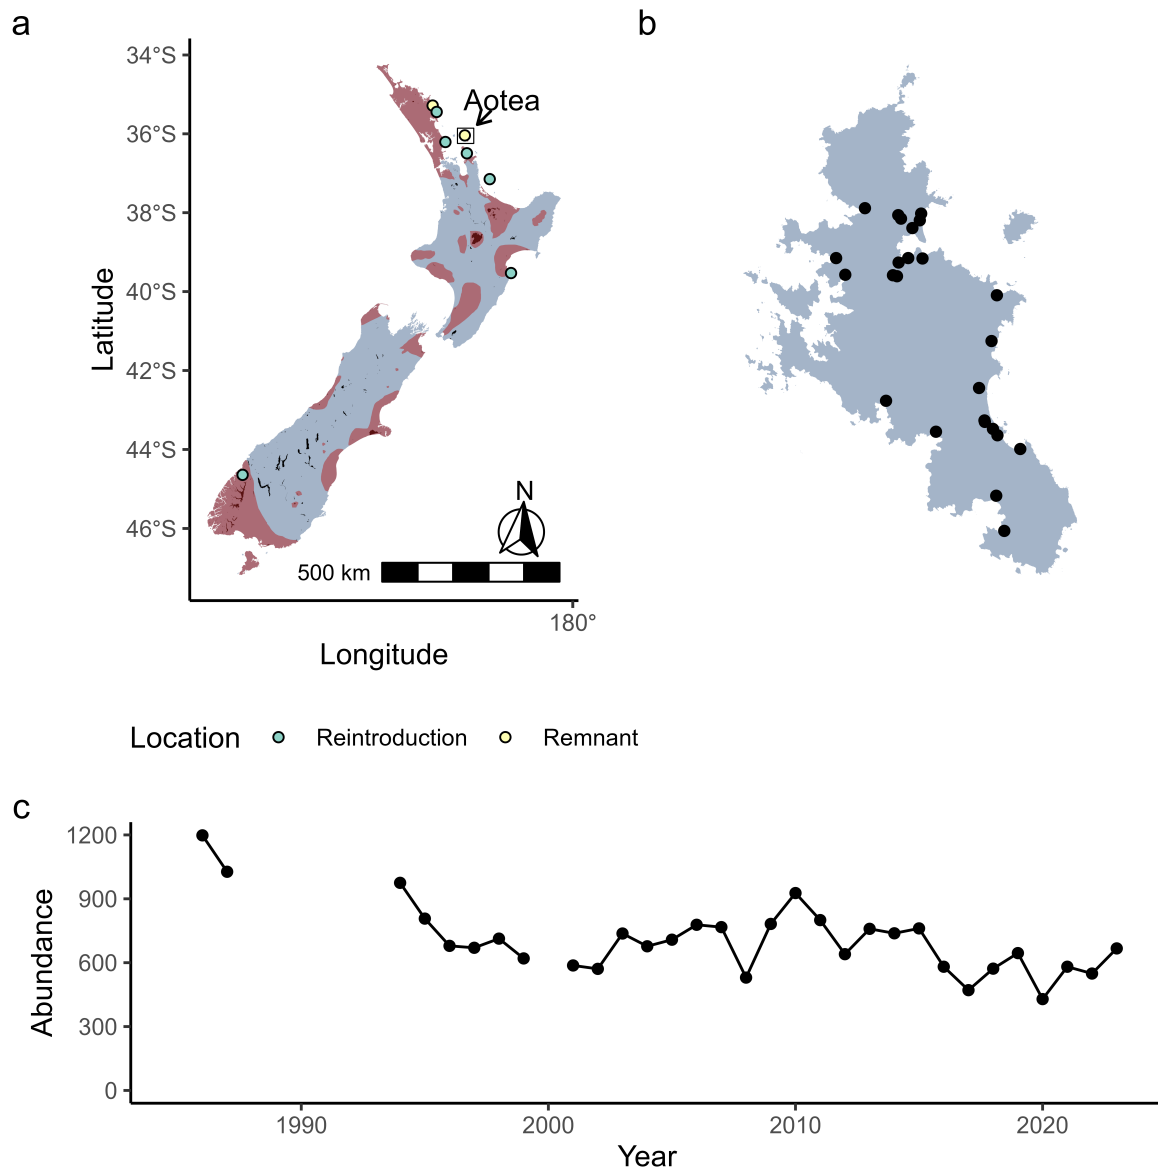 a
b
34°S
36°S
38°S
40°S
42°S
44°S
46°S
Latitude
Aotea
N
500 km
180°
Longitude
Location Reintroduction Remnant
c
1200
900
600
300
0
Abundance
1990 2000 2010 2020
Year